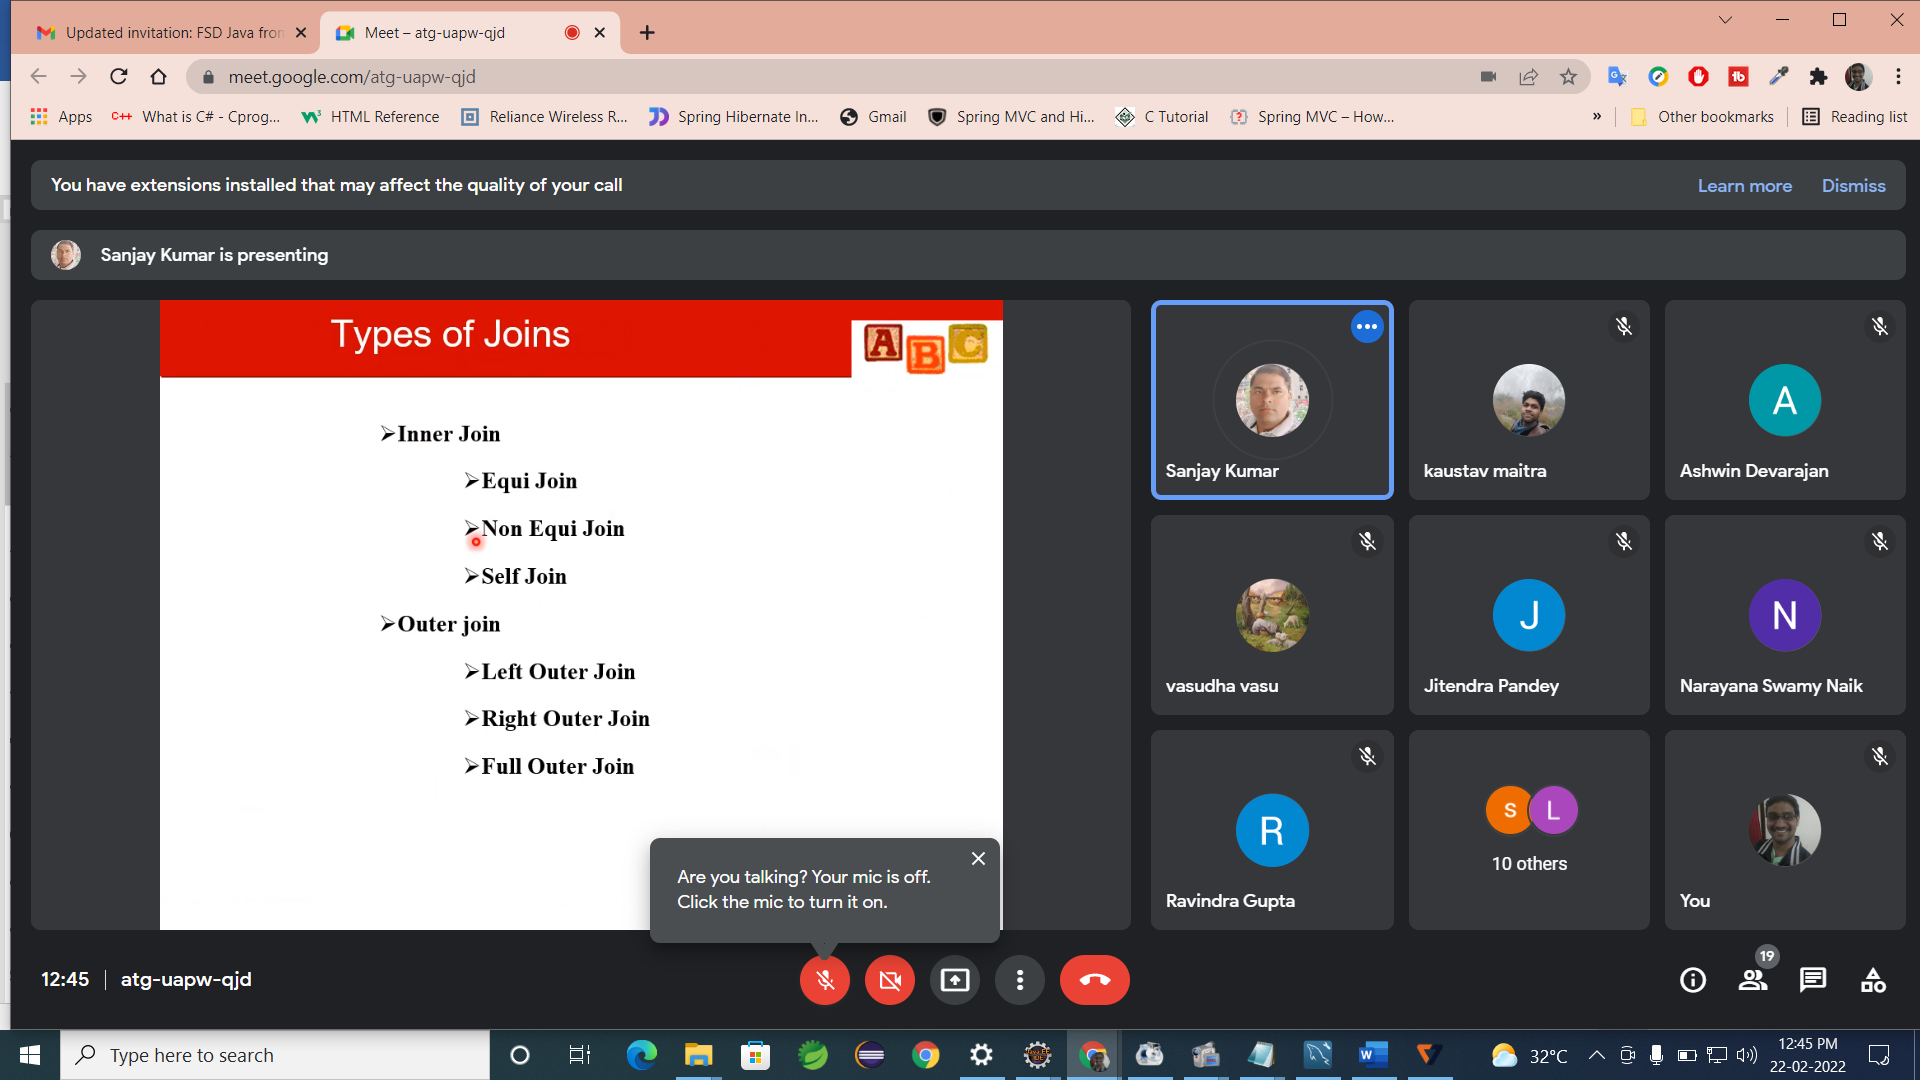 Updated invitation: FSD Java fron
Meet – atg-uapw-qjd
meet.google.com/atg-uapw-qjd
Apps
C++ What is C# - Cprog...
HTML Reference
Reliance Wireless R...
Spring Hibernate In...
Gmail
Spring MVC and Hi...
C Tutorial
Spring MVC – How...
»
Other bookmarks
Reading list
You have extensions installed that may affect the quality of your call
Learn more
Dismiss
Sanjay Kumar is presenting
Types of Joins
A B C
➢Inner Join
➢Equi Join
➢Non Equi Join
➢Self Join
➢Outer join
➢Left Outer Join
➢Right Outer Join
➢Full Outer Join
Sanjay Kumar
kaustav maitra
A
Ashwin Devarajan
vasudha vasu
J
Jitendra Pandey
N
Narayana Swamy Naik
R
Ravindra Gupta
S L
10 others
You
Are you talking? Your mic is off.
Click the mic to turn it on.
12:45 | atg-uapw-qjd
19
Type here to search
32°C
12:45 PM
22-02-2022